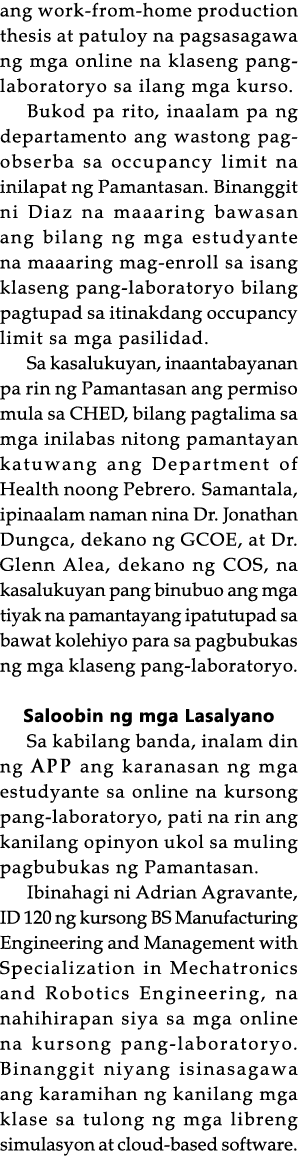 ang work-from-home production
thesis at patuloy na pagsasagawa
ng mga online na klaseng pang-
laboratoryo sa ilang mga kurso.
Bukod pa rito, inaalam pa ng
departamento ang wastong pag-
obserba sa occupancy limit na
inilapat ng Pamantasan. Binanggit
ni Diaz na maaaring bawasan
ang bilang ng mga estudyante
na maaaring mag-enroll sa isang
klaseng pang-laboratoryo bilang
pagtupad sa itinakdang occupancy
limit sa mga pasilidad.
Sa kasalukuyan, inaantabayanan
pa rin ng Pamantasan ang permiso
mula sa CHED, bilang pagtalima sa
mga inilabas nitong pamantayan
katuwang ang Department of
Health noong Pebrero. Samantala,
ipinaalam naman nina Dr. Jonathan
Dungca, dekano ng GCOE, at Dr.
Glenn Alea, dekano ng COS, na
kasalukuyan pang binubuo ang mga
tiyak na pamantayang ipatutupad sa
bawat kolehiyo para sa pagbubukas
ng mga klaseng pang-laboratoryo.
Saloobin ng mga Lasalyano
Sa kabilang banda, inalam din
ng APP ang karanasan ng mga
estudyante sa online na kursong
pang-laboratoryo, pati na rin ang
kanilang opinyon ukol sa muling
pagbubukas ng Pamantasan.
Ibinahagi ni Adrian Agravante,
ID 120 ng kursong BS Manufacturing
Engineering and Management with
Specialization in Mechatronics
and Robotics Engineering, na
nahihirapan siya sa mga online
na kursong pang-laboratoryo.
Binanggit niyang isinasagawa
ang karamihan ng kanilang mga
klase sa tulong ng mga libreng
simulasyon at cloud-based software.